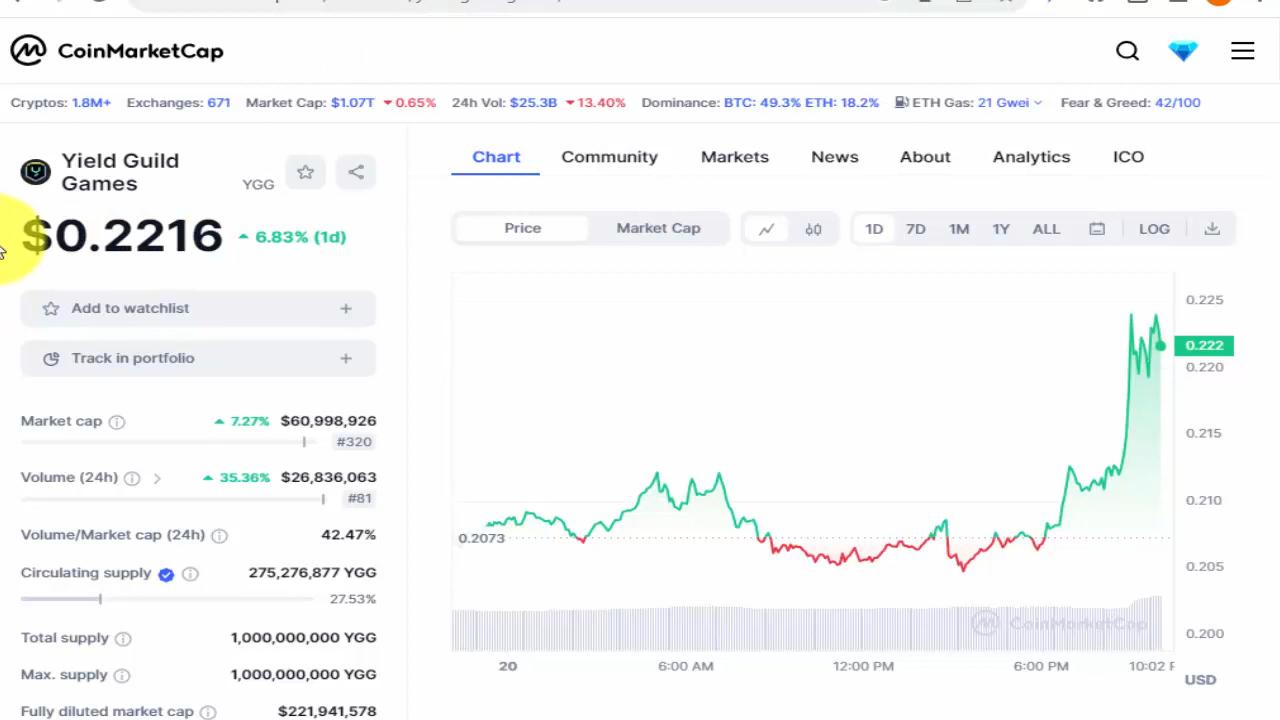 CoinMarketCap
Cryptos: 1.8M+ Exchanges: 671 Market Cap: $1.07T 0.65% 24h Vol: $25.3B 13.40% Dominance: BTC: 49.3% ETH: 18.2% ETH Gas: 21 Gwei Fear & Greed: 42/100
Yield Guild
Games YGG
$0.2216 6.83% (1d)
Add to watchlist +
Track in portfolio +
Market cap 7.27% $60,998,926
#320
Volume (24h) 35.36% $26,836,063
#81
Volume/Market cap (24h) 42.47%
Circulating supply 275,276,877 YGG
27.53%
Total supply 1,000,000,000 YGG
Max. supply 1,000,000,000 YGG
Fully diluted market cap $221,941,578
Chart Community Markets News About Analytics ICO
Price Market Cap 1D 7D 1M 1Y ALL LOG
0.225
0.222
0.220
0.215
0.210
0.2073
0.205
CoinMarketCap
0.200
20 6:00 AM 12:00 PM 6:00 PM 10:02 P
USD